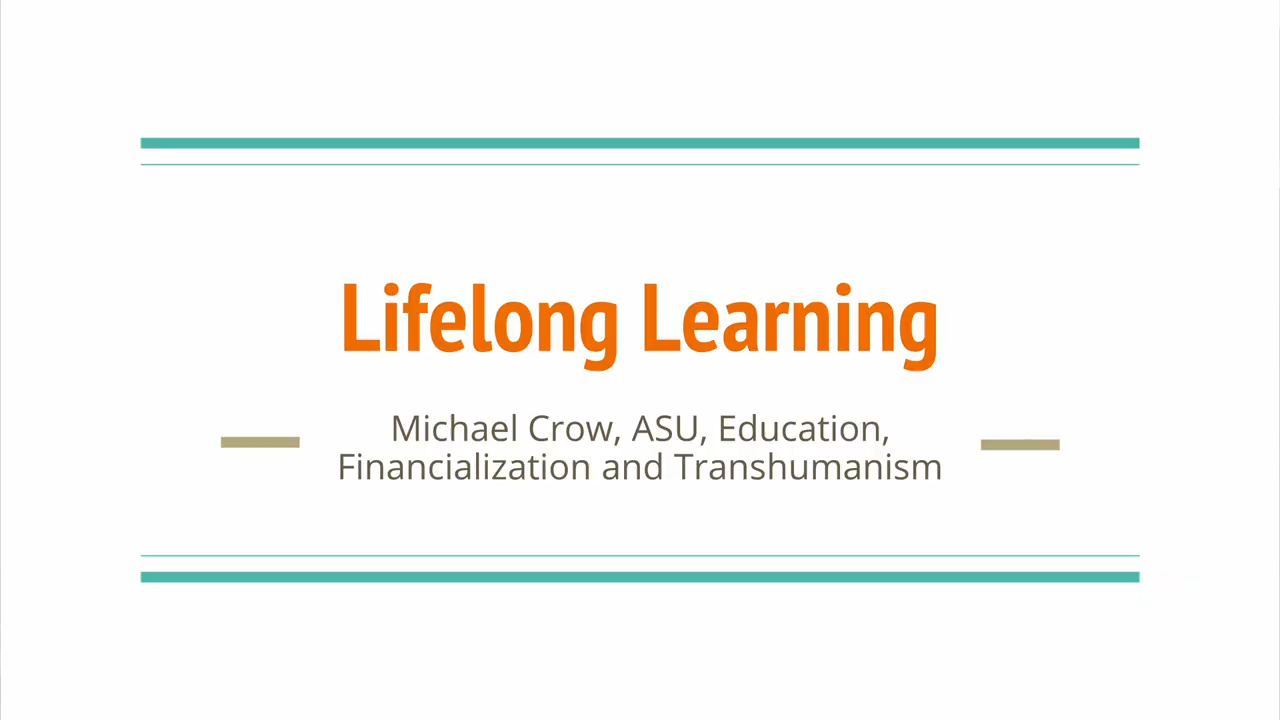 Lifelong Learning
Michael Crow, ASU, Education,
Financialization and Transhumanism